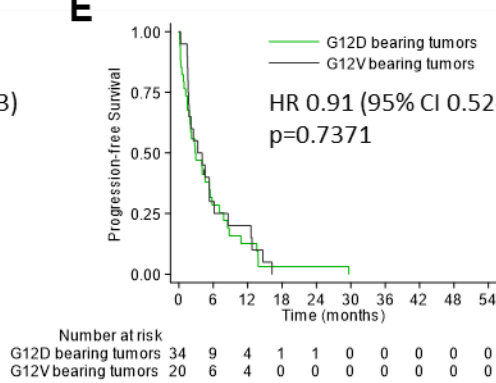 E
3)
1.00
0.75
0.50
0.25
0.00
Progression-free Survival
G12D bearing tumors
G12V bearing tumors
HR 0.91 (95% CI 0.52
p=0.7371
0 6 12 18 24 30 36 42 48 54
Time (months)
Number at risk
G12D bearing tumors 34 9 4 1 1 0 0 0 0 0
G12V bearing tumors 20 6 4 0 0 0 0 0 0 0